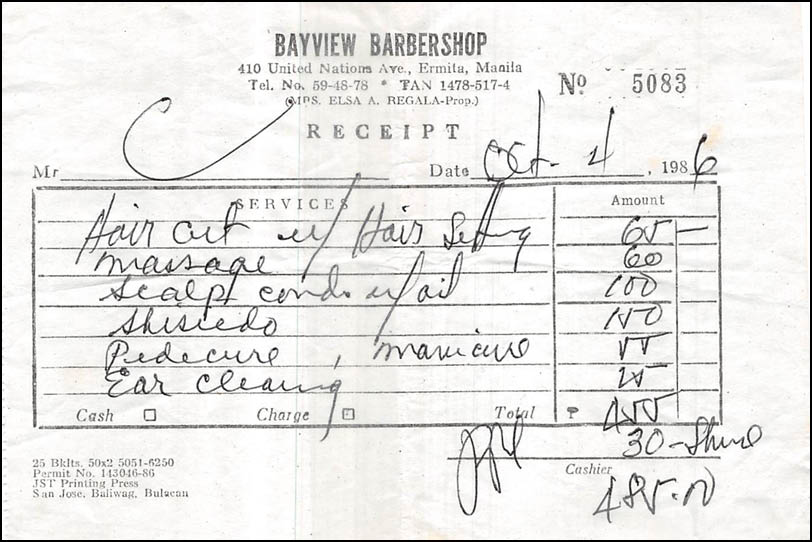 BAYVIEW BARBERSHOP
410 United Nations Ave., Ermita, Manila
Tel. No. 59-48-78 * TAN 1478-517-4
(MRS. ELSA A. REGALA-Prop.)
No 5083
RECEIPT
Mr
Date Oct. 4, 1986
SERVICES Amount
Hair cut w/ Hair Setting 65 —
massage 60
Scalpt cond. w/oil 100
Shisiedo 150
Pedecure, manicure 55
Ear cleaning 25
Cash Charge Total ₱ 455
30 - Shine
Cashier
485.00
25 Bklts. 50x2 5051-6250
Permit No. 143046-86
JST Printing Press
San Jose, Baliwag, Bulacan